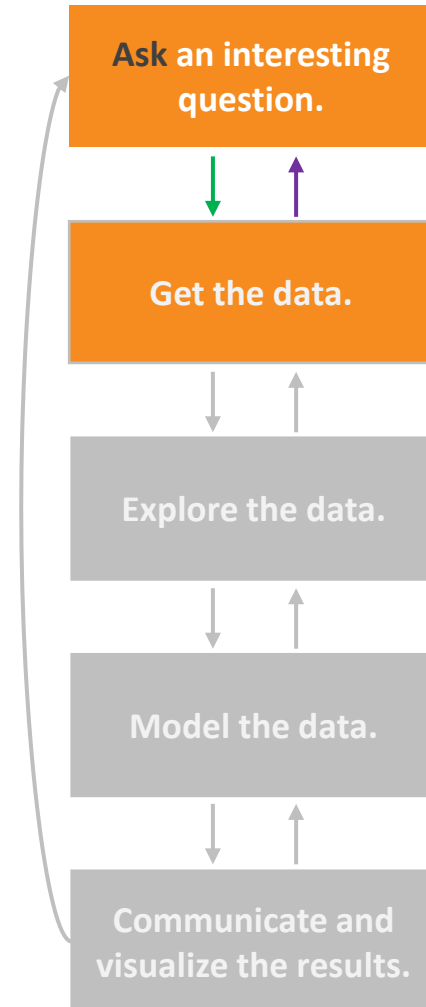 Ask an interesting
question.
Get the data.
Explore the data.
Model the data.
Communicate and
visualize the results.